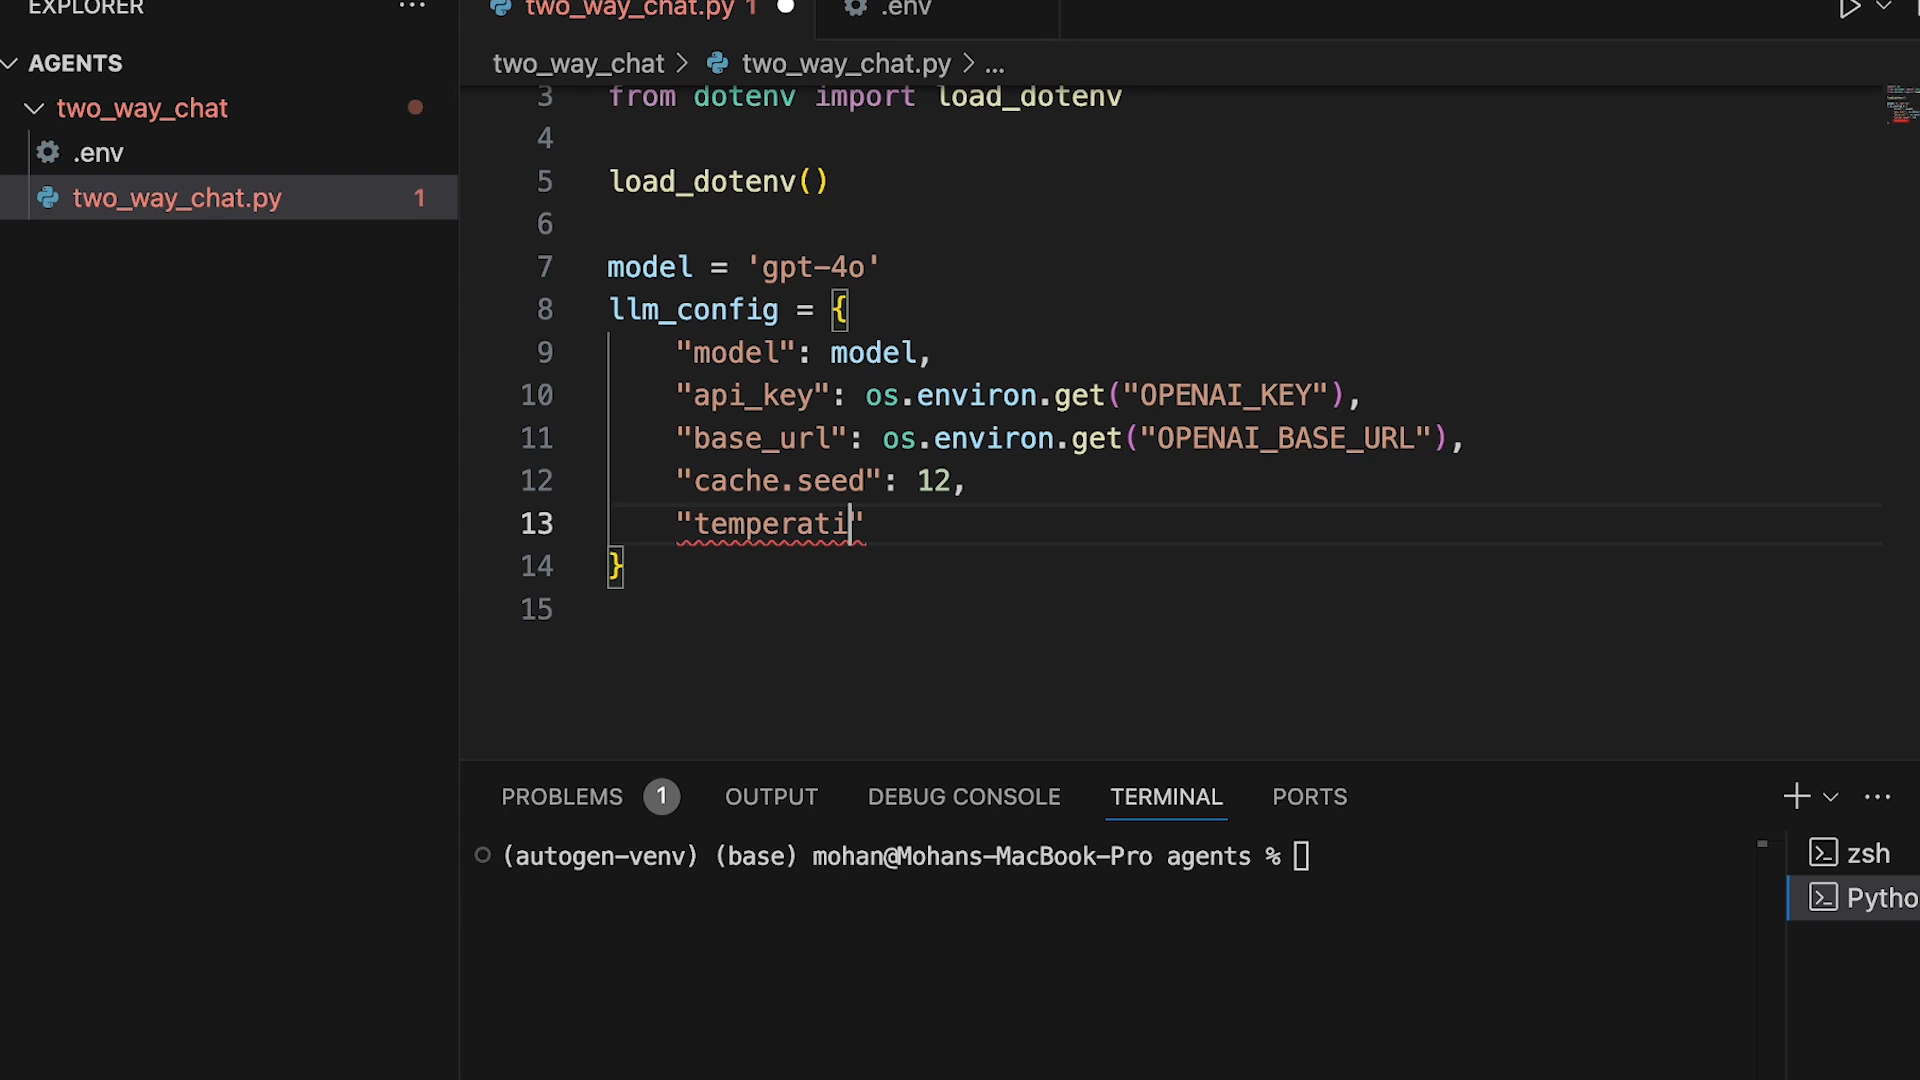 EXPLORER ...
two_way_chat.py 1
.env
AGENTS
two_way_chat
.env
two_way_chat.py 1
two_way_chat > two_way_chat.py > ...
3 from dotenv import load_dotenv
4
5 load_dotenv()
6
7 model = 'gpt-4o'
8 llm_config = {
9 "model": model,
10 "api_key": os.environ.get("OPENAI_KEY"),
11 "base_url": os.environ.get("OPENAI_BASE_URL"),
12 "cache.seed": 12,
13 "temperati"
14 }
15
PROBLEMS 1 OUTPUT DEBUG CONSOLE TERMINAL PORTS
(autogen-venv) (base) mohan@Mohans-MacBook-Pro agents %
zsh
Pytho